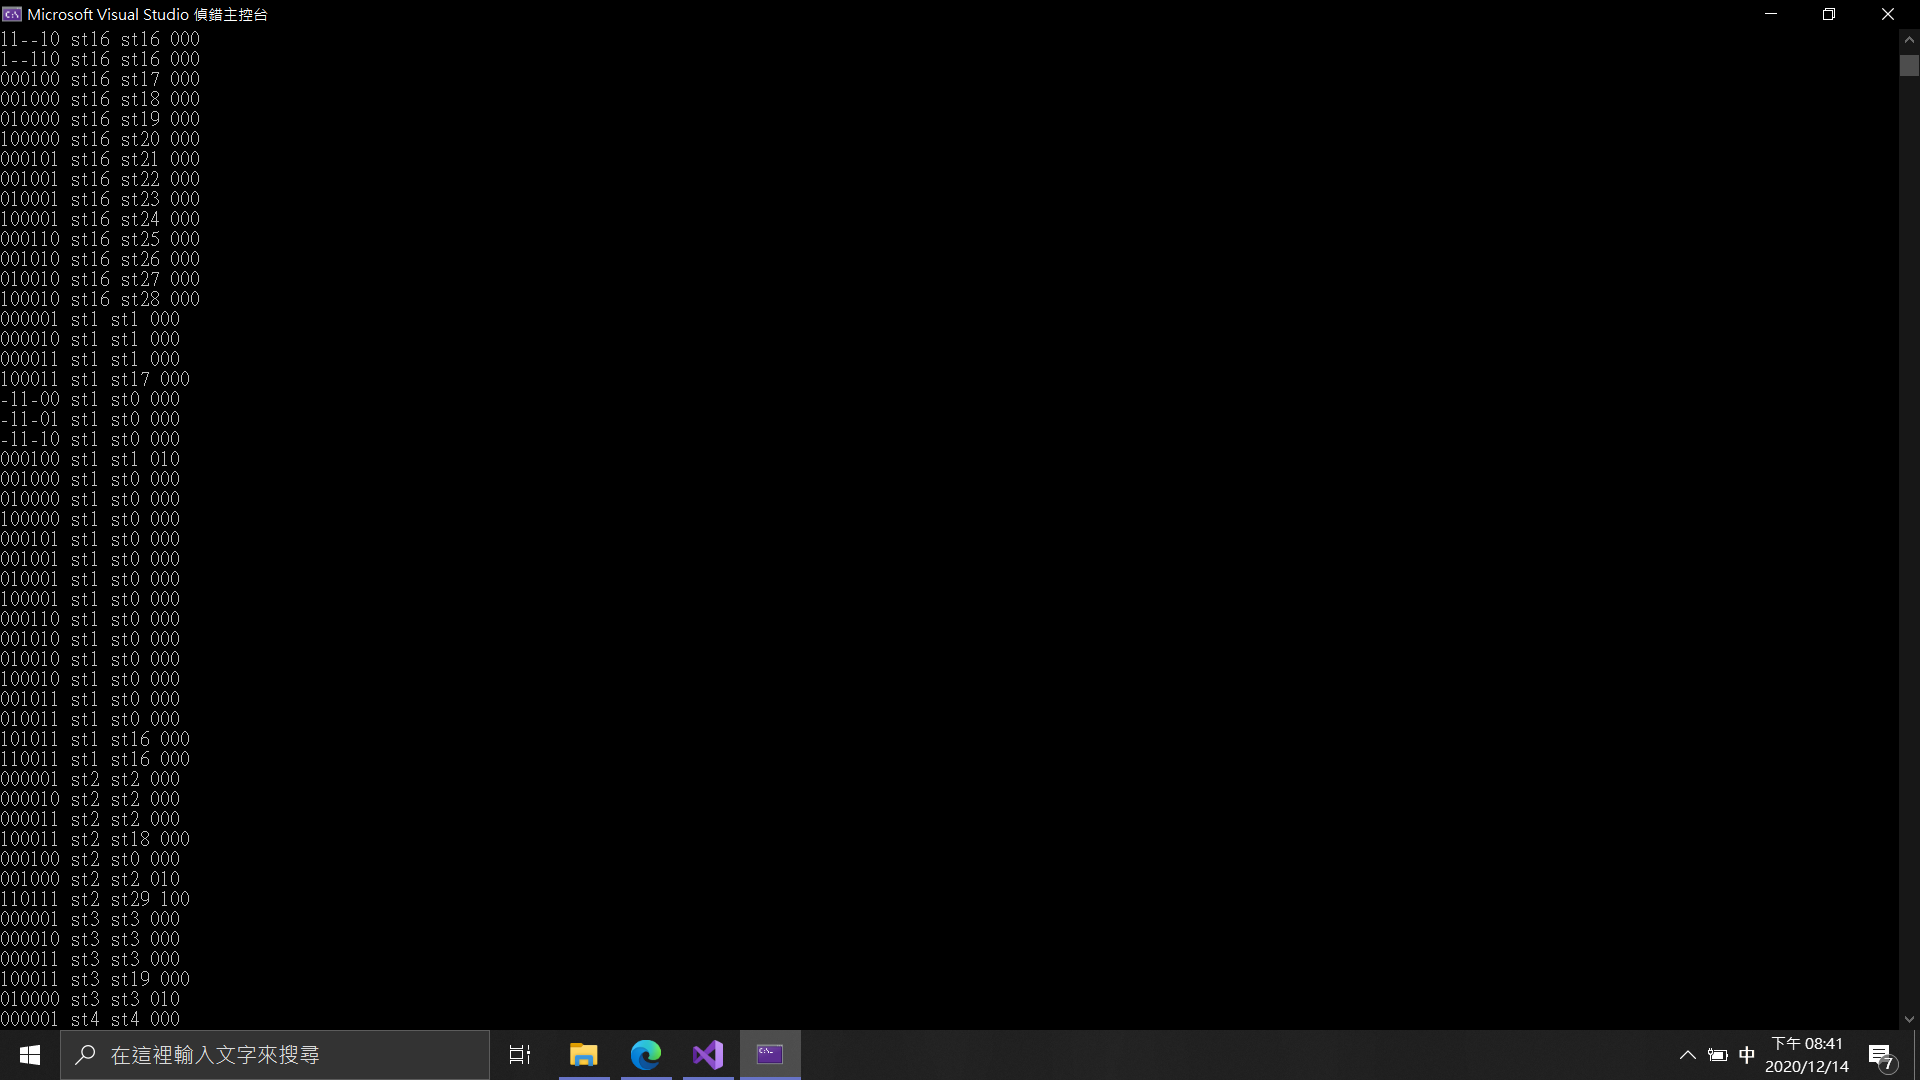 Microsoft Visual Studio 偵錯主控台
11--10 st16 st16 000
1--110 st16 st16 000
000100 st16 st17 000
001000 st16 st18 000
010000 st16 st19 000
100000 st16 st20 000
000101 st16 st21 000
001001 st16 st22 000
010001 st16 st23 000
100001 st16 st24 000
000110 st16 st25 000
001010 st16 st26 000
010010 st16 st27 000
100010 st16 st28 000
000001 st1 st1 000
000010 st1 st1 000
000011 st1 st1 000
100011 st1 st17 000
-11-00 st1 st0 000
-11-01 st1 st0 000
-11-10 st1 st0 000
000100 st1 st1 010
001000 st1 st0 000
010000 st1 st0 000
100000 st1 st0 000
000101 st1 st0 000
001001 st1 st0 000
010001 st1 st0 000
100001 st1 st0 000
000110 st1 st0 000
001010 st1 st0 000
010010 st1 st0 000
100010 st1 st0 000
001011 st1 st0 000
010011 st1 st0 000
101011 st1 st16 000
110011 st1 st16 000
000001 st2 st2 000
000010 st2 st2 000
000011 st2 st2 000
100011 st2 st18 000
000100 st2 st0 000
001000 st2 st2 010
110111 st2 st29 100
000001 st3 st3 000
000010 st3 st3 000
000011 st3 st3 000
100011 st3 st19 000
010000 st3 st3 010
000001 st4 st4 000
在這裡輸入文字來搜尋
中
下午 08:41
2020/12/14
7